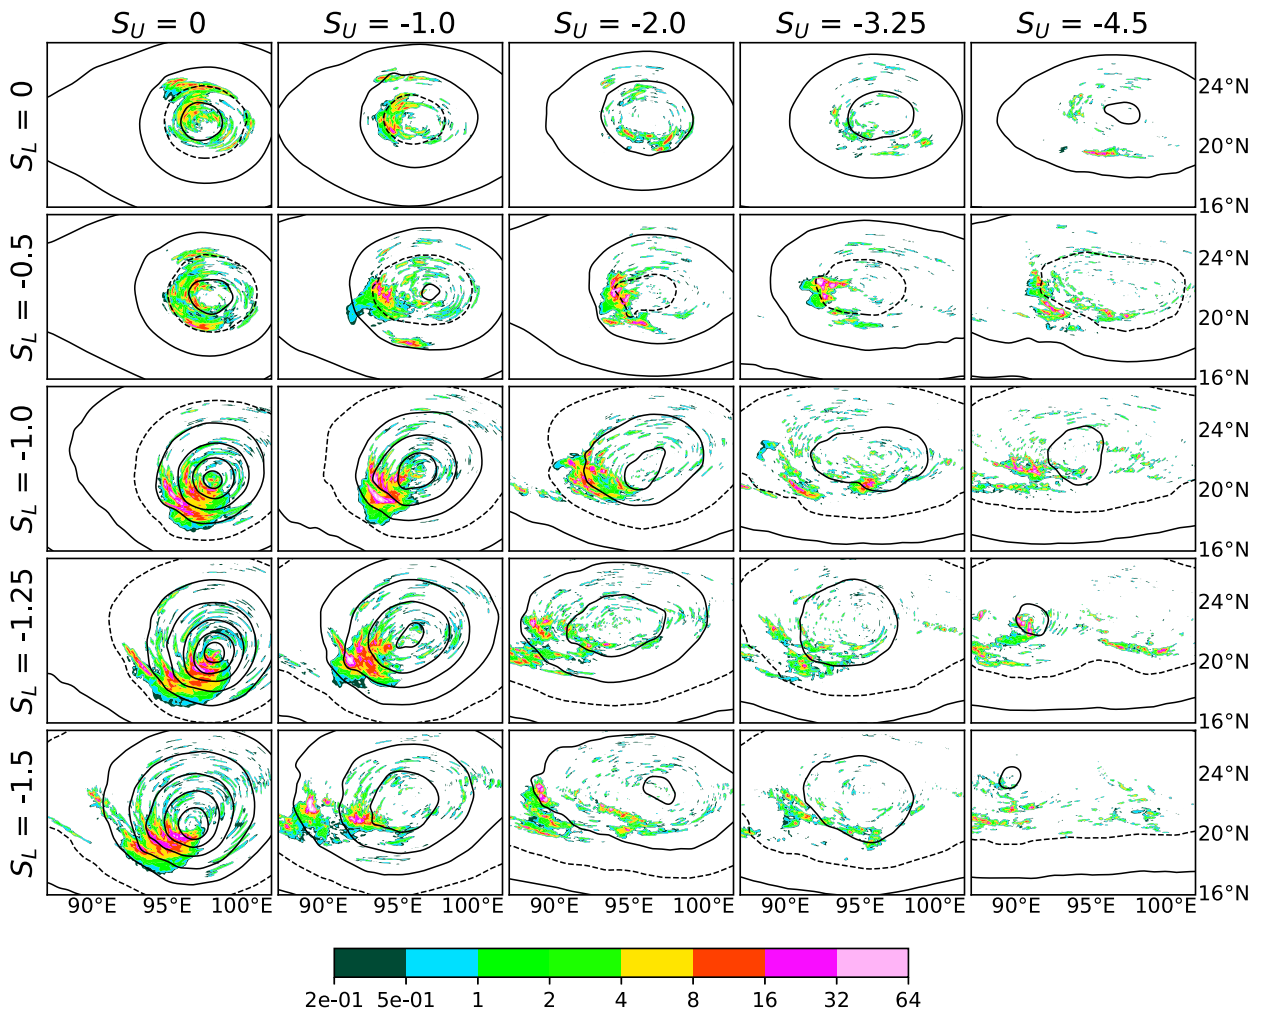 S_U = 0 S_U = -1.0 S_U = -2.0 S_U = -3.25 S_U = -4.5
S_L = 0
24°N
20°N
16°N
S_L = -0.5
24°N
20°N
16°N
S_L = -1.0
24°N
20°N
16°N
S_L = -1.25
24°N
20°N
16°N
S_L = -1.5
24°N
20°N
16°N
90°E 95°E 100°E 90°E 95°E 100°E 90°E 95°E 100°E 90°E 95°E 100°E 90°E 95°E 100°E
2e-01 5e-01 1 2 4 8 16 32 64